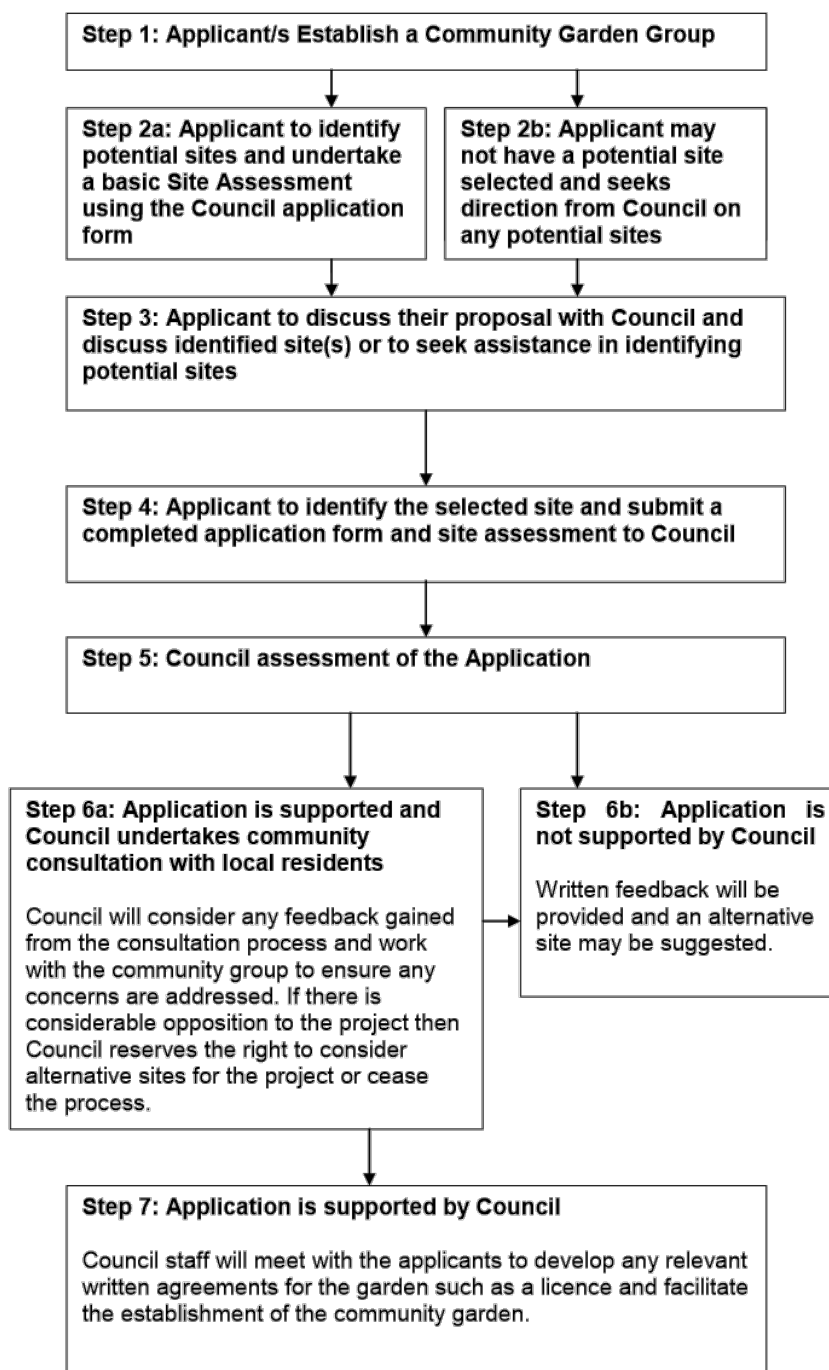 Step 1: Applicant/s Establish a Community Garden Group
Step 2a: Applicant to identify
potential sites and undertake
a basic Site Assessment
using the Council application
form
Step 2b: Applicant may
not have a potential site
selected and seeks
direction from Council on
any potential sites
Step 3: Applicant to discuss their proposal with Council and
discuss identified site(s) or to seek assistance in identifying
potential sites
Step 4: Applicant to identify the selected site and submit a
completed application form and site assessment to Council
Step 5: Council assessment of the Application
Step 6a: Application is supported and
Council undertakes community
consultation with local residents
Council will consider any feedback gained
from the consultation process and work
with the community group to ensure any
concerns are addressed. If there is
considerable opposition to the project then
Council reserves the right to consider
alternative sites for the project or cease
the process.
Step 6b: Application is
not supported by Council
Written feedback will be
provided and an alternative
site may be suggested.
Step 7: Application is supported by Council
Council staff will meet with the applicants to develop any relevant
written agreements for the garden such as a licence and facilitate
the establishment of the community garden.